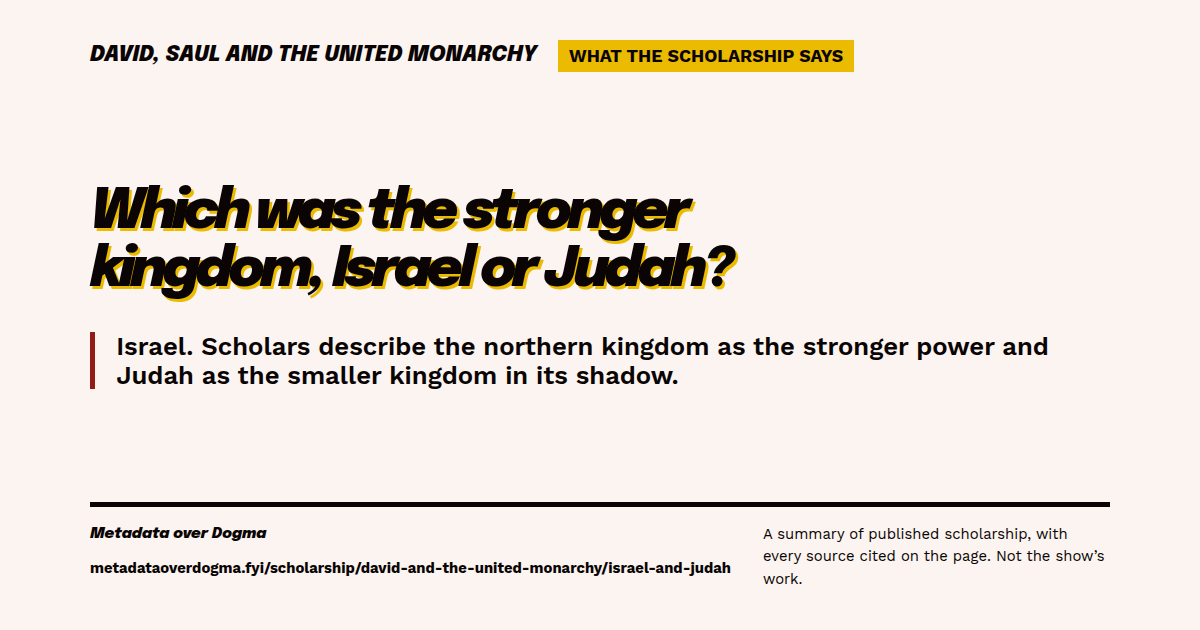 DAVID, SAUL AND THE UNITED MONARCHY
WHAT THE SCHOLARSHIP SAYS
Which was the stronger
kingdom, Israel or Judah?
Israel. Scholars describe the northern kingdom as the stronger power and
Judah as the smaller kingdom in its shadow.
Metadata over Dogma
metadataoverdogma.fyi/scholarship/david-and-the-united-monarchy/israel-and-judah
A summary of published scholarship, with
every source cited on the page. Not the show’s
work.